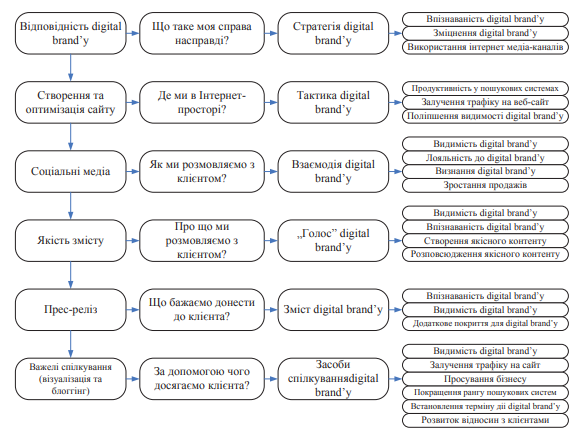 Відповідність digital
brand’у
Що таке моя справа
насправді?
Стратегія digital
brand’у
Впізнаваність digital brand’у
Зміцнення digital brand’у
Використання інтернет медіа-каналів
Створення та
оптимізація сайту
Де ми в Інтернет-
просторі?
Тактика digital
brand’у
Продуктивність у пошукових системах
Залучення трафіку на веб-сайт
Поліпшення видимості digital brand’у
Соціальні медіа
Як ми розмовляємо з
клієнтом?
Взаємодія digital
brand’у
Видимість digital brand’у
Лояльність до digital brand’у
Визнання digital brand’у
Зростання продажів
Якість змісту
Про що ми
розмовляємо з
клієнтом?
„Голос” digital
brand’у
Видимість digital brand’у
Впізнаваність digital brand’у
Створення якісного контенту
Розповсюдження якісного контенту
Прес-реліз
Що бажаємо донести
до клієнта?
Зміст digital brand’у
Впізнаваність digital brand’у
Видимість digital brand’у
Додаткове покриття для digital brand’у
Важелі спілкування
(візуалізація та
блоггінг)
За допомогою чого
досягаємо клієнта?
Засоби
спілкуванняdigital
brand’у
Видимість digital brand’у
Залучення трафіку на сайт
Просування бізнесу
Покращення рангу пошукових систем
Встановлення терміну дії digital brand’у
Розвиток відносин з клієнтами